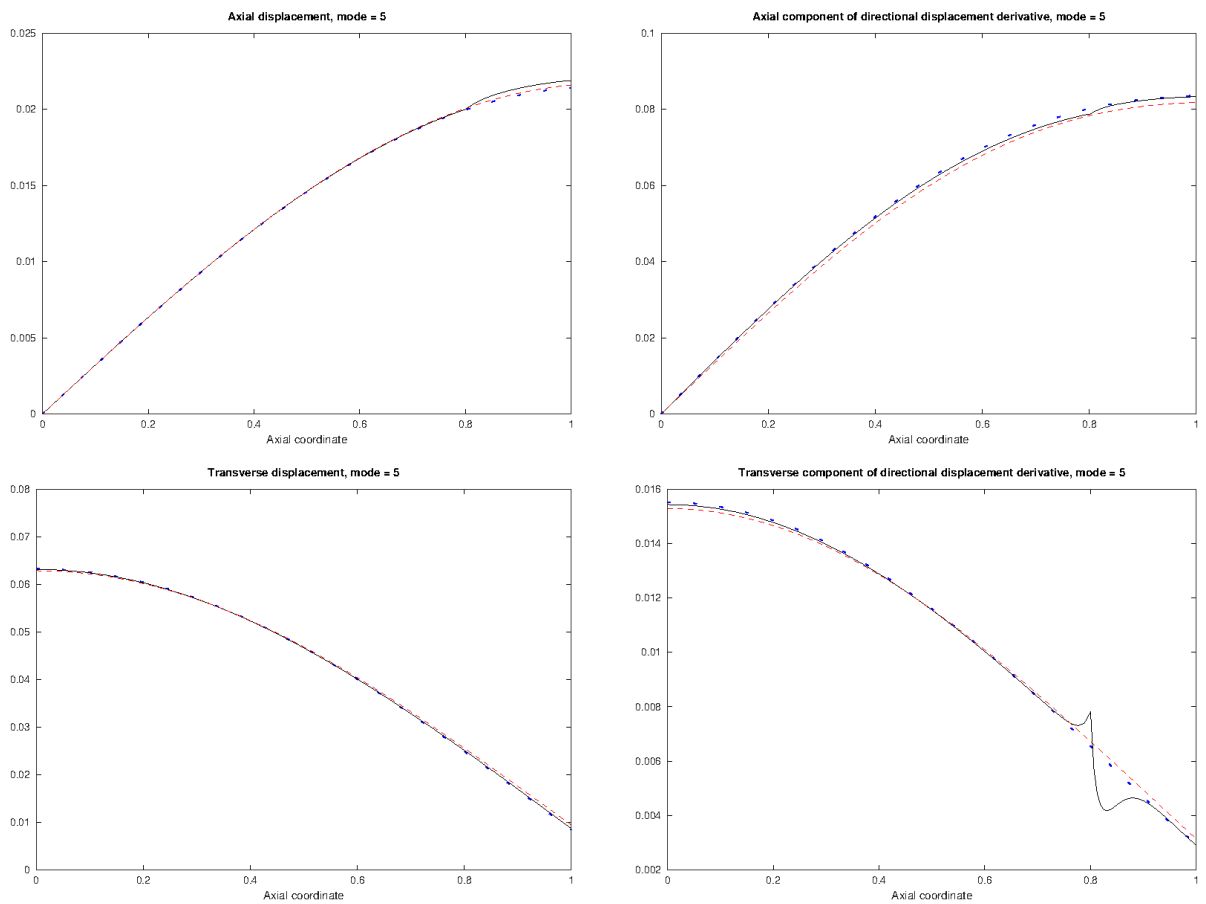 Axial displacement, mode = 5
0.025
0.02
0.015
0.01
0.005
0
0 0.2 0.4 0.6 0.8 1
Axial coordinate
Axial component of directional displacement derivative, mode = 5
0.1
0.08
0.06
0.04
0.02
0
0 0.2 0.4 0.6 0.8 1
Axial coordinate
Transverse displacement, mode = 5
0.08
0.07
0.06
0.05
0.04
0.03
0.02
0.01
0
0 0.2 0.4 0.6 0.8 1
Axial coordinate
Transverse component of directional displacement derivative, mode = 5
0.016
0.014
0.012
0.01
0.008
0.006
0.004
0.002
0 0.2 0.4 0.6 0.8 1
Axial coordinate